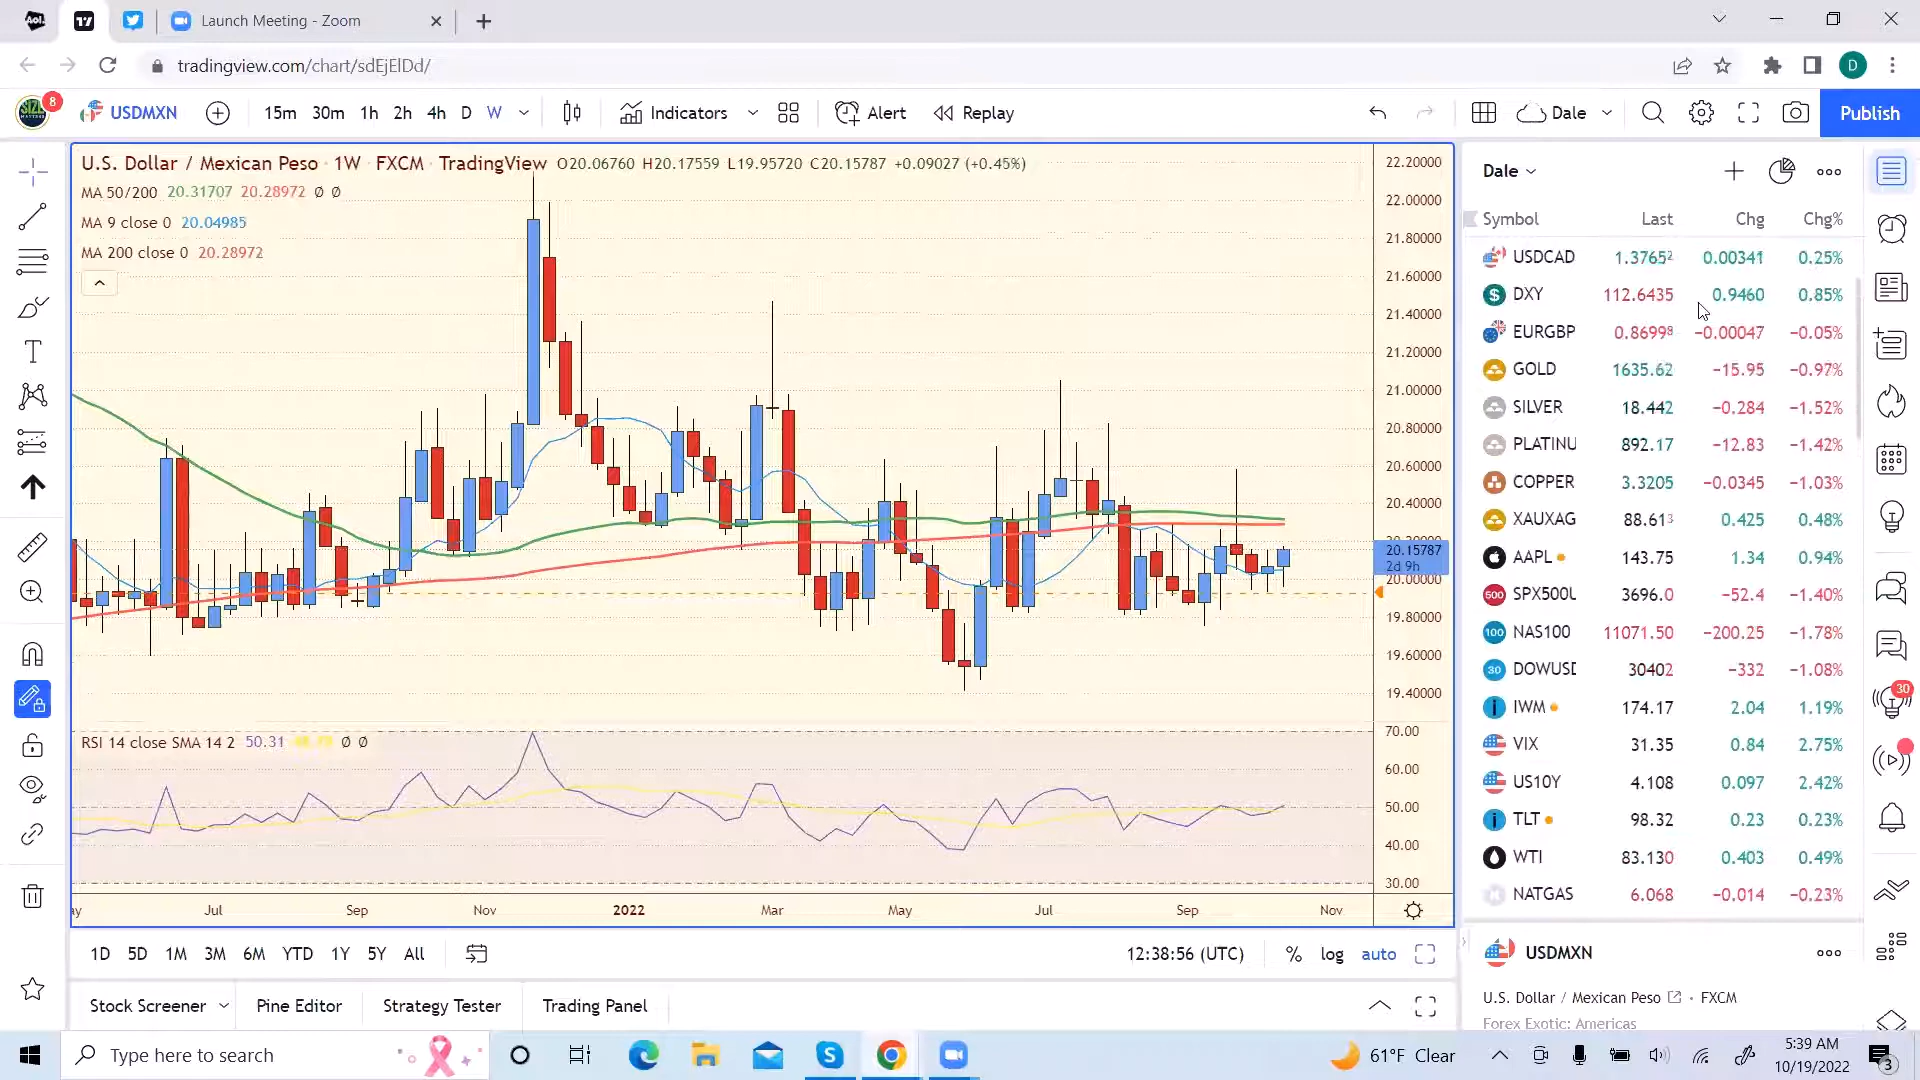 Aol.
Launch Meeting - Zoom
tradingview.com/chart/sdEjElDd/
D
8
USDMXN
15m 30m 1h 2h 4h D W
Indicators
Alert
Replay
Dale
Publish
U.S. Dollar / Mexican Peso · 1W · FXCM · TradingView O20.06760 H20.17559 L19.95720 C20.15787 +0.09027 (+0.45%)
MA 50/200 20.31707 20.28972 Ø Ø
MA 9 close 0 20.04985
MA 200 close 0 20.28972
22.20000
22.00000
21.80000
21.60000
21.40000
21.20000
21.00000
20.80000
20.60000
20.40000
20.15787
2d 9h
20.00000
19.80000
19.60000
19.40000
RSI 14 close SMA 14 2 50.31 Ø Ø
70.00
60.00
50.00
40.00
30.00
Jul Sep Nov 2022 Mar May Jul Sep Nov
1D 5D 1M 3M 6M YTD 1Y 5Y All
12:38:56 (UTC) % log auto
Stock Screener Pine Editor Strategy Tester Trading Panel
Dale
Symbol Last Chg Chg%
USDCAD 1.37652 0.00341 0.25%
DXY 112.6435 0.9460 0.85%
EURGBP 0.86998 −0.00047 −0.05%
GOLD 1635.62 −15.95 −0.97%
SILVER 18.442 −0.284 −1.52%
PLATINU 892.17 −12.83 −1.42%
COPPER 3.3205 −0.0345 −1.03%
XAUXAG 88.613 0.425 0.48%
AAPL 143.75 1.34 0.94%
500 SPX500U 3696.0 −52.4 −1.40%
100 NAS100 11071.50 −200.25 −1.78%
30 DOWUSD 30402 −332 −1.08%
IWM 174.17 2.04 1.19%
VIX 31.35 0.84 2.75%
US10Y 4.108 0.097 2.42%
TLT 98.32 0.23 0.23%
WTI 83.130 0.403 0.49%
NATGAS 6.068 −0.014 −0.23%
USDMXN
U.S. Dollar / Mexican Peso · FXCM
Forex Exotic: Americas
30
Type here to search
61°F Clear
5:39 AM
10/19/2022
3